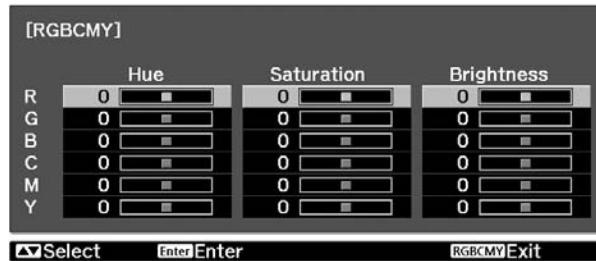 [RGBCMY]
Hue Saturation Brightness
R 0 0 0
G 0 0 0
B 0 0 0
C 0 0 0
M 0 0 0
Y 0 0 0
Select Enter Enter RGBCMY Exit